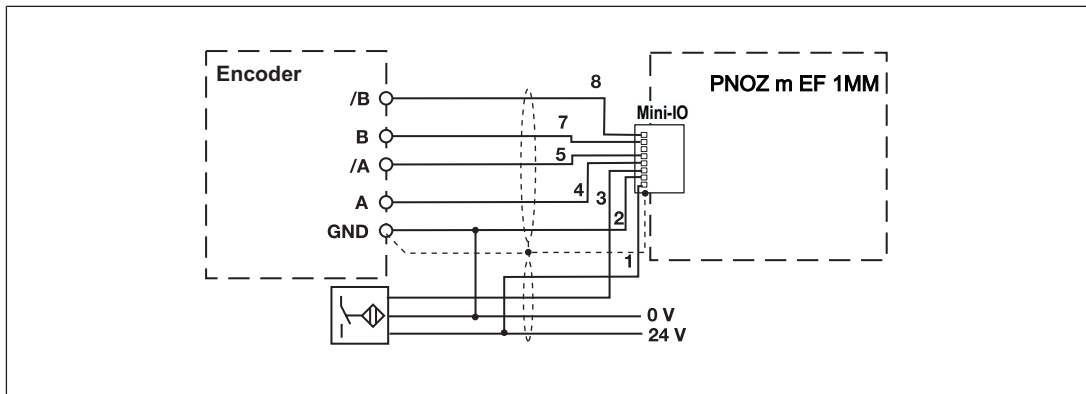 Encoder
PNOZ m EF 1MM
Mini-IO
/B
8
B
7
/A
5
A
4
3
GND
2
1
0 V
24 V